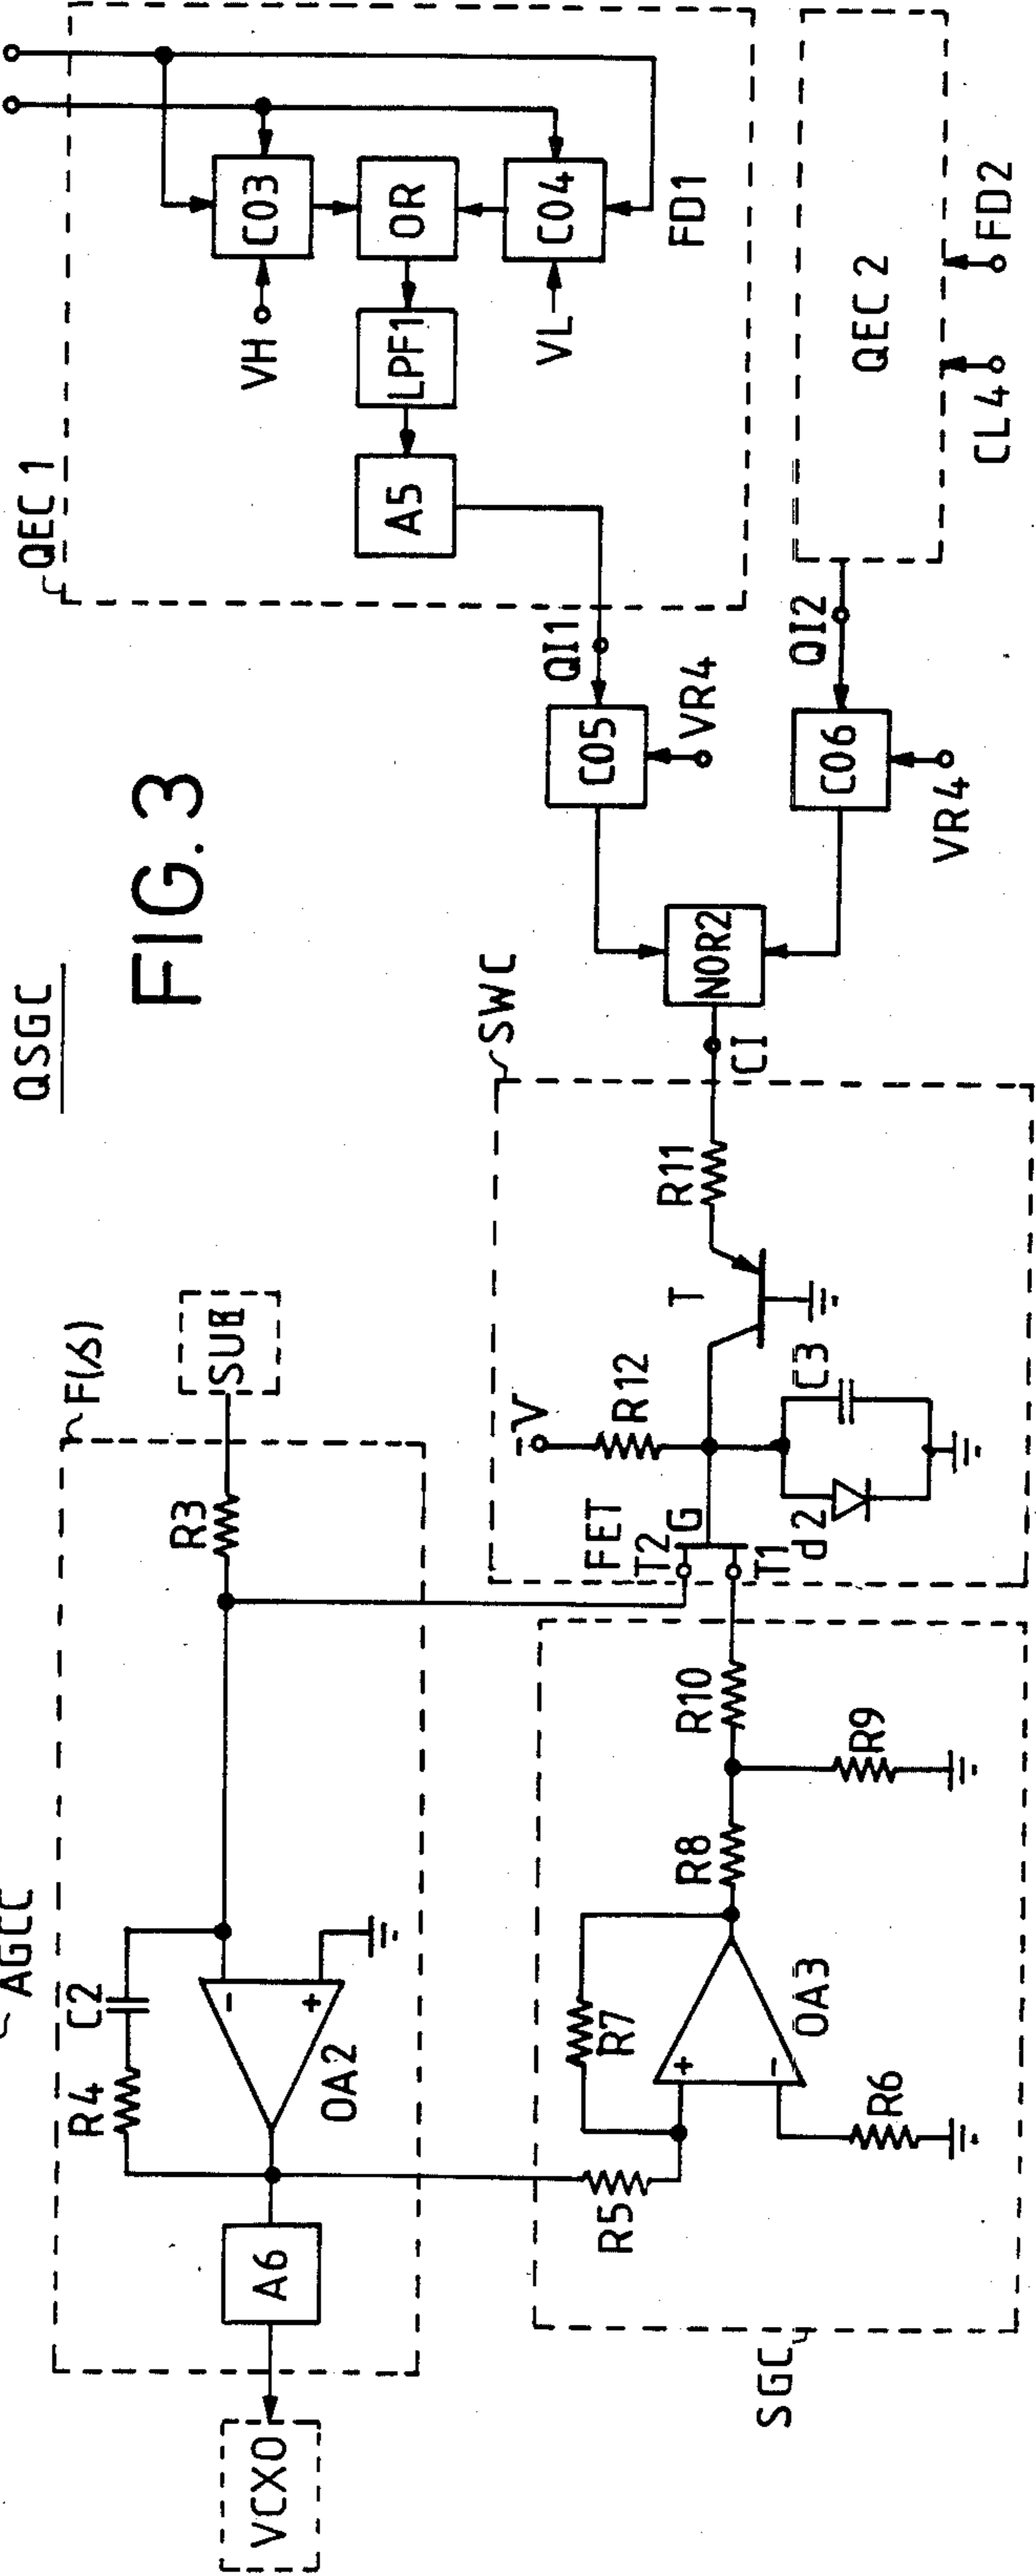 QSGC
FIG. 3
AGCC
F(s)
VCXO
A6
R4
C2
OA2
R3
SUB
SGC
R5
R7
OA3
R6
R8
R9
R10
SWC
FET
T2
G
T1
d2
-V
R12
C3
T
R11
CI
NOR2
CO5
VR4
CO6
VR4
QI1
QI2
QEC 1
A5
LPF1
OR
CO3
CO4
VH
VL
FD1
QEC 2
CL4
FD2